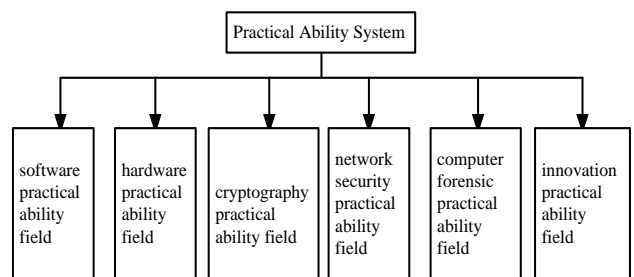 Practical Ability System
software
practical
ability
field
hardware
practical
ability
field
cryptography
practical
ability field
network
security
practical
ability
field
computer
forensic
practical
ability
field
innovation
practical
ability
field